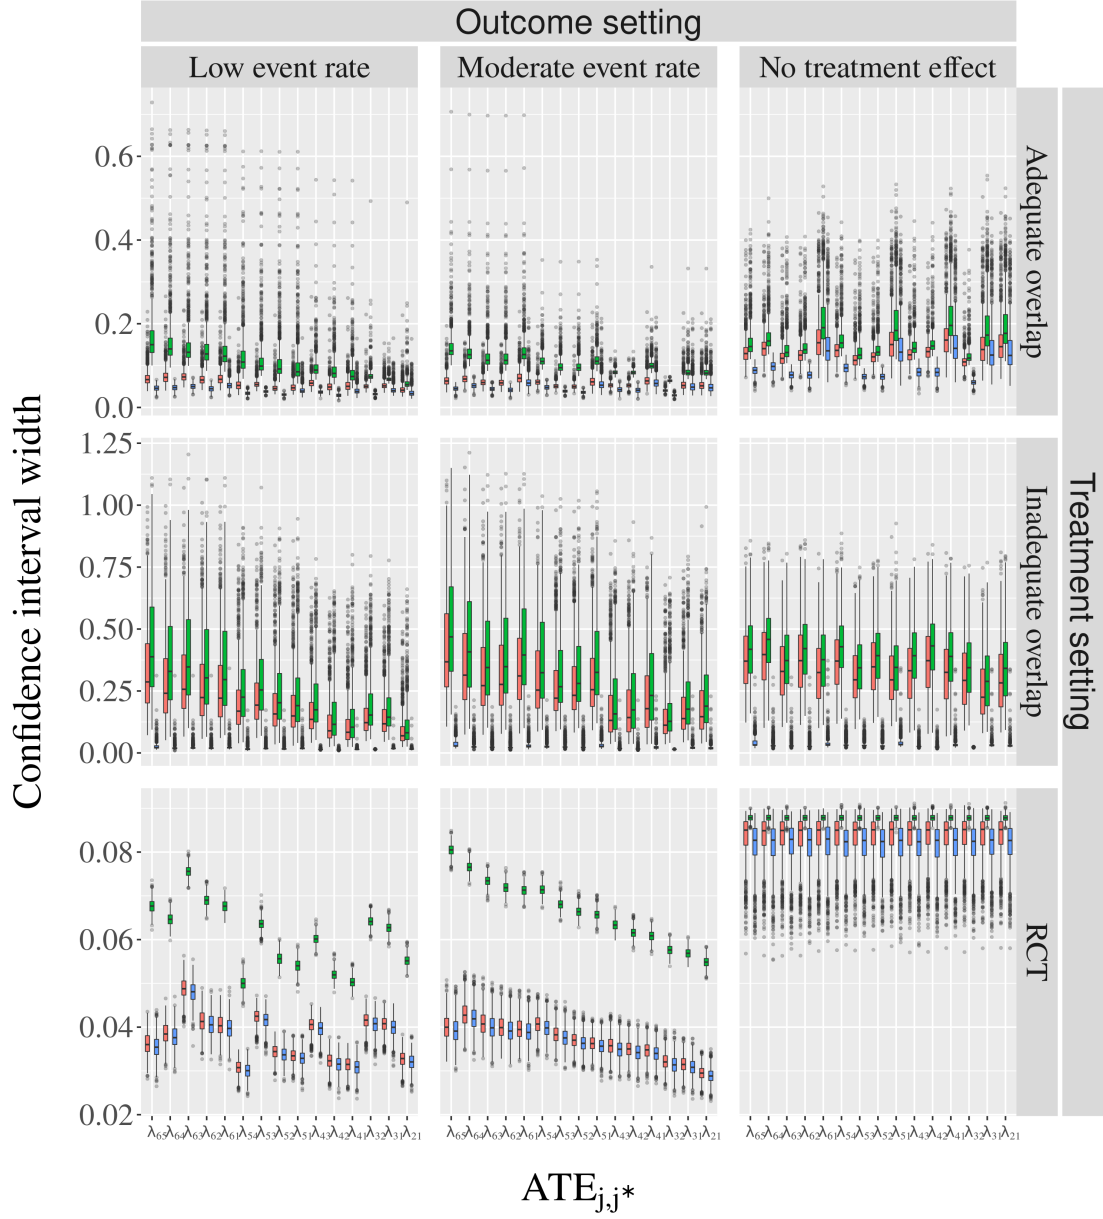 Outcome setting
Low event rate Moderate event rate No treatment effect
Confidence interval width
0.6
0.4
0.2
0.0
Adequate overlap
1.25
1.00
0.75
0.50
0.25
0.00
Inadequate overlap
Treatment setting
0.08
0.06
0.04
0.02
RCT
λ65 λ64 λ63 λ62 λ61 λ54 λ53 λ52 λ51 λ43 λ42 λ41 λ32 λ31 λ21
λ65 λ64 λ63 λ62 λ61 λ54 λ53 λ52 λ51 λ43 λ42 λ41 λ32 λ31 λ21
λ65 λ64 λ63 λ62 λ61 λ54 λ53 λ52 λ51 λ43 λ42 λ41 λ32 λ31 λ21
ATEj,j*